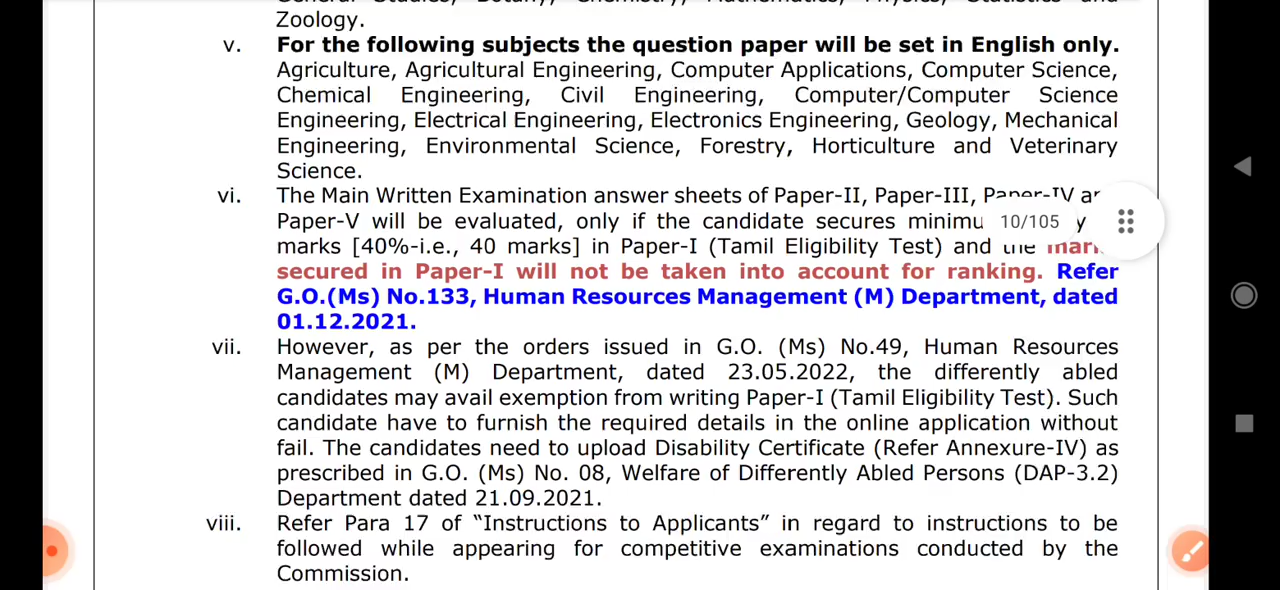 Zoology.
v. For the following subjects the question paper will be set in English only.
Agriculture, Agricultural Engineering, Computer Applications, Computer Science,
Chemical Engineering, Civil Engineering, Computer/Computer Science
Engineering, Electrical Engineering, Electronics Engineering, Geology, Mechanical
Engineering, Environmental Science, Forestry, Horticulture and Veterinary
Science.
vi. The Main Written Examination answer sheets of Paper-II, Paper-III, Paper-IV
Paper-V will be evaluated, only if the candidate secures 10/105
marks [40%-i.e., 40 marks] in Paper-I (Tamil Eligibility Test) and the
secured in Paper-I will not be taken into account for ranking. Refer
G.O.(Ms) No.133, Human Resources Management (M) Department, dated
01.12.2021.
vii. However, as per the orders issued in G.O. (Ms) No.49, Human Resources
Management (M) Department, dated 23.05.2022, the differently abled
candidates may avail exemption from writing Paper-I (Tamil Eligibility Test). Such
candidate have to furnish the required details in the online application without
fail. The candidates need to upload Disability Certificate (Refer Annexure-IV) as
prescribed in G.O. (Ms) No. 08, Welfare of Differently Abled Persons (DAP-3.2)
Department dated 21.09.2021.
viii. Refer Para 17 of “Instructions to Applicants” in regard to instructions to be
followed while appearing for competitive examinations conducted by the
Commission.